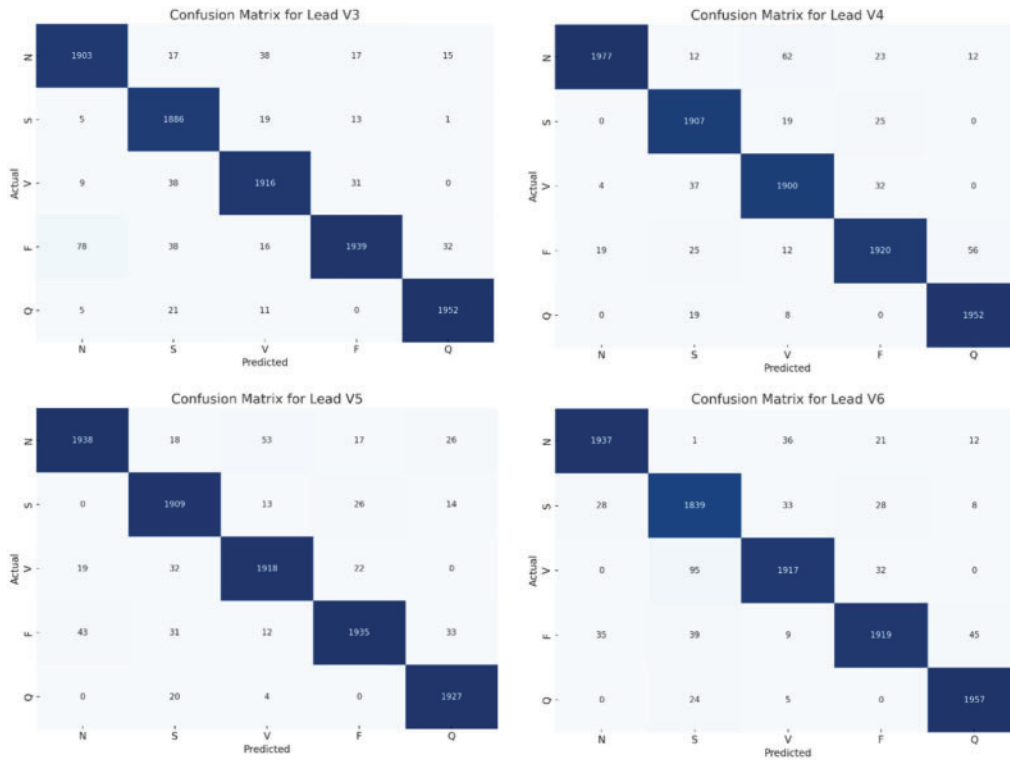 Confusion Matrix for Lead V3
N 1903 17 38 17 15
S 5 1886 19 13 1
V 9 38 1916 31 0
F 78 38 16 1939 32
Q 5 21 11 0 1952
Actual
N S V F Q
Predicted
Confusion Matrix for Lead V4
N 1977 12 62 23 12
S 0 1907 19 25 0
V 4 37 1900 32 0
F 19 25 12 1920 56
Q 0 19 8 0 1952
Actual
N S V F Q
Predicted
Confusion Matrix for Lead V5
N 1938 18 53 17 26
S 0 1909 13 26 14
V 19 32 1918 22 0
F 43 31 12 1935 33
Q 0 20 4 0 1927
Actual
N S V F Q
Predicted
Confusion Matrix for Lead V6
N 1937 1 36 21 12
S 28 1839 33 28 8
V 0 95 1917 32 0
F 35 39 9 1919 45
Q 0 24 5 0 1957
Actual
N S V F Q
Predicted